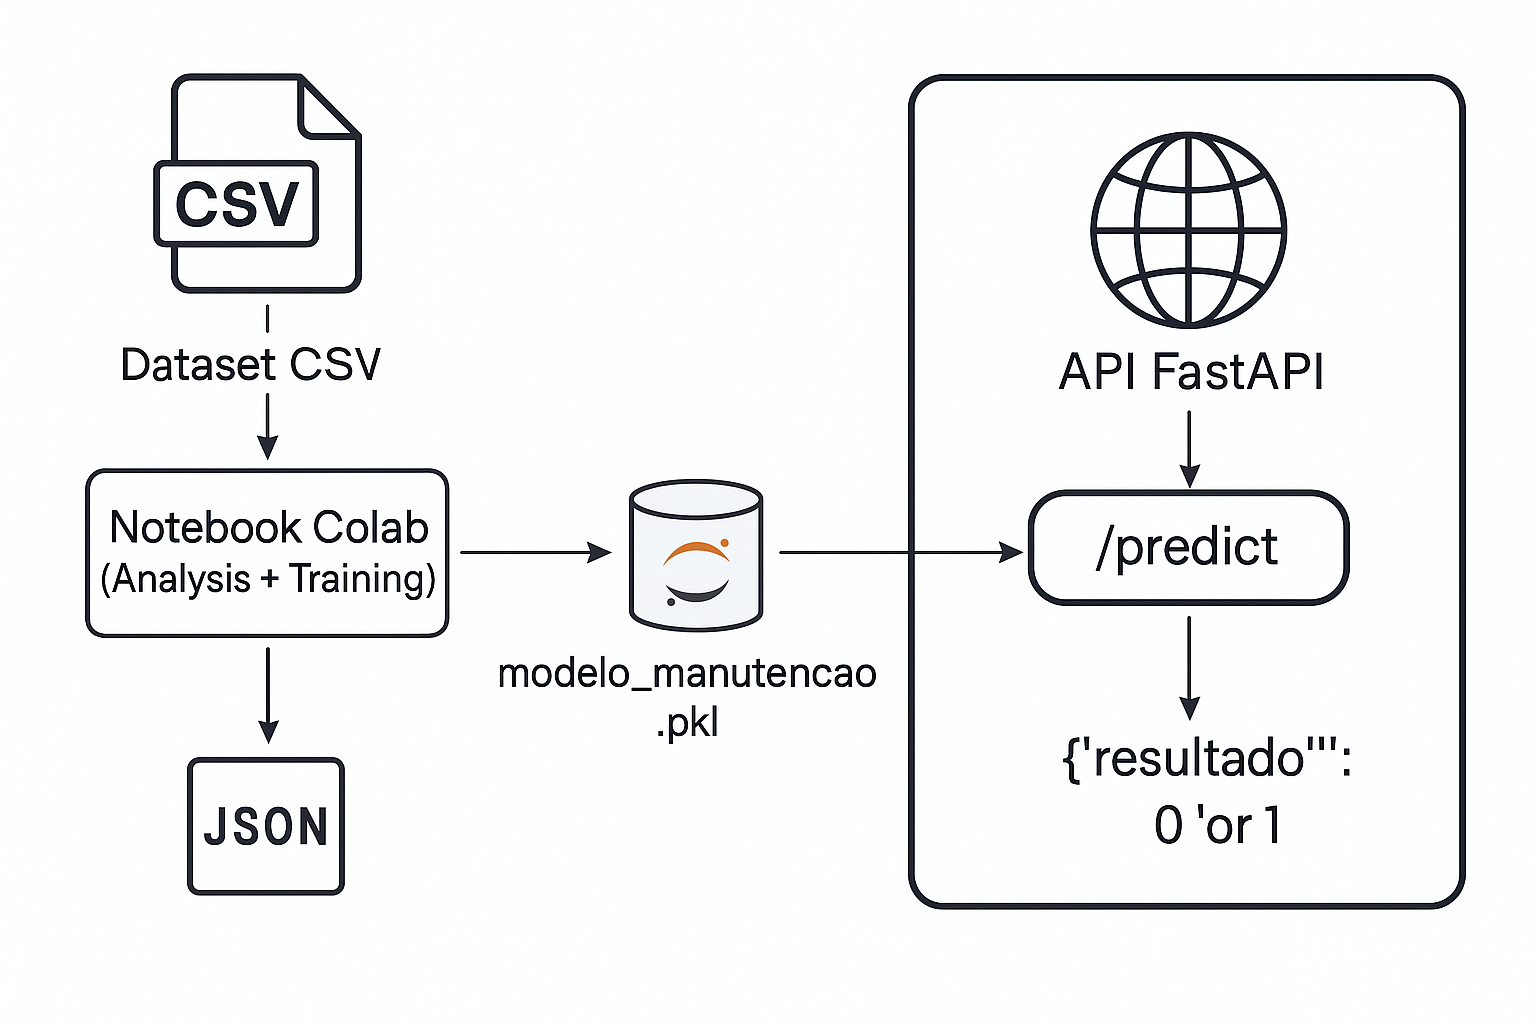 CSV
Dataset CSV
Notebook Colab
(Analysis + Training)
JSON
modelo_manutencao
.pkl
API FastAPI
/predict
{'resultado''':
0 'or 1